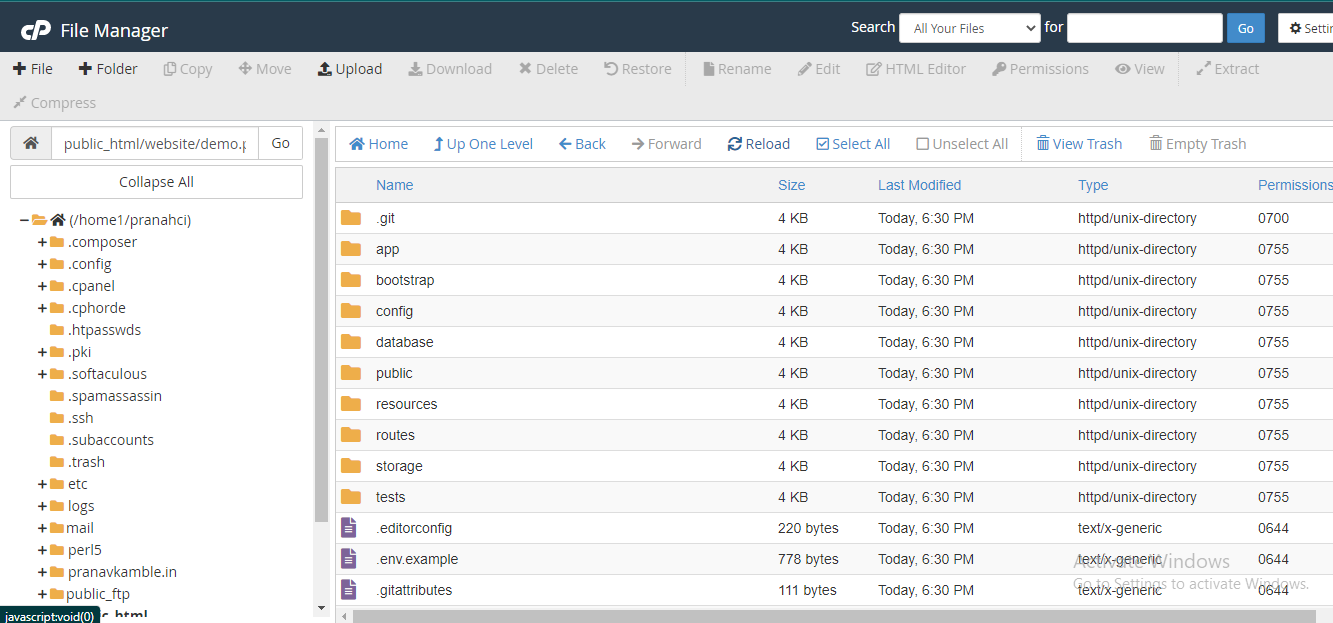 cP File Manager Search All Your Files for Go
File Folder Copy Move Upload Download Delete Restore Rename Edit HTML Editor Permissions View Extract
Compress
public_html/website/demo.p Go
Collapse All
(/home1/pranahci)
.composer
.config
.cpanel
.cphorde
.htpasswds
.pki
.softaculous
.spamassassin
.ssh
.subaccounts
.trash
etc
logs
mail
perl5
pranavkamble.in
public_ftp
javascript:void(0)
Home Up One Level Back Forward Reload Select All Unselect All View Trash Empty Trash
Name Size Last Modified Type Permissions
.git 4 KB Today, 6:30 PM httpd/unix-directory 0700
app 4 KB Today, 6:30 PM httpd/unix-directory 0755
bootstrap 4 KB Today, 6:30 PM httpd/unix-directory 0755
config 4 KB Today, 6:30 PM httpd/unix-directory 0755
database 4 KB Today, 6:30 PM httpd/unix-directory 0755
public 4 KB Today, 6:30 PM httpd/unix-directory 0755
resources 4 KB Today, 6:30 PM httpd/unix-directory 0755
routes 4 KB Today, 6:30 PM httpd/unix-directory 0755
storage 4 KB Today, 6:30 PM httpd/unix-directory 0755
tests 4 KB Today, 6:30 PM httpd/unix-directory 0755
.editorconfig 220 bytes Today, 6:30 PM text/x-generic 0644
.env.example 778 bytes Today, 6:30 PM text/x-generic 0644
.gitattributes 111 bytes Today, 6:30 PM text/x-generic 0644
Activate Windows
Go to Settings to activate Windows.